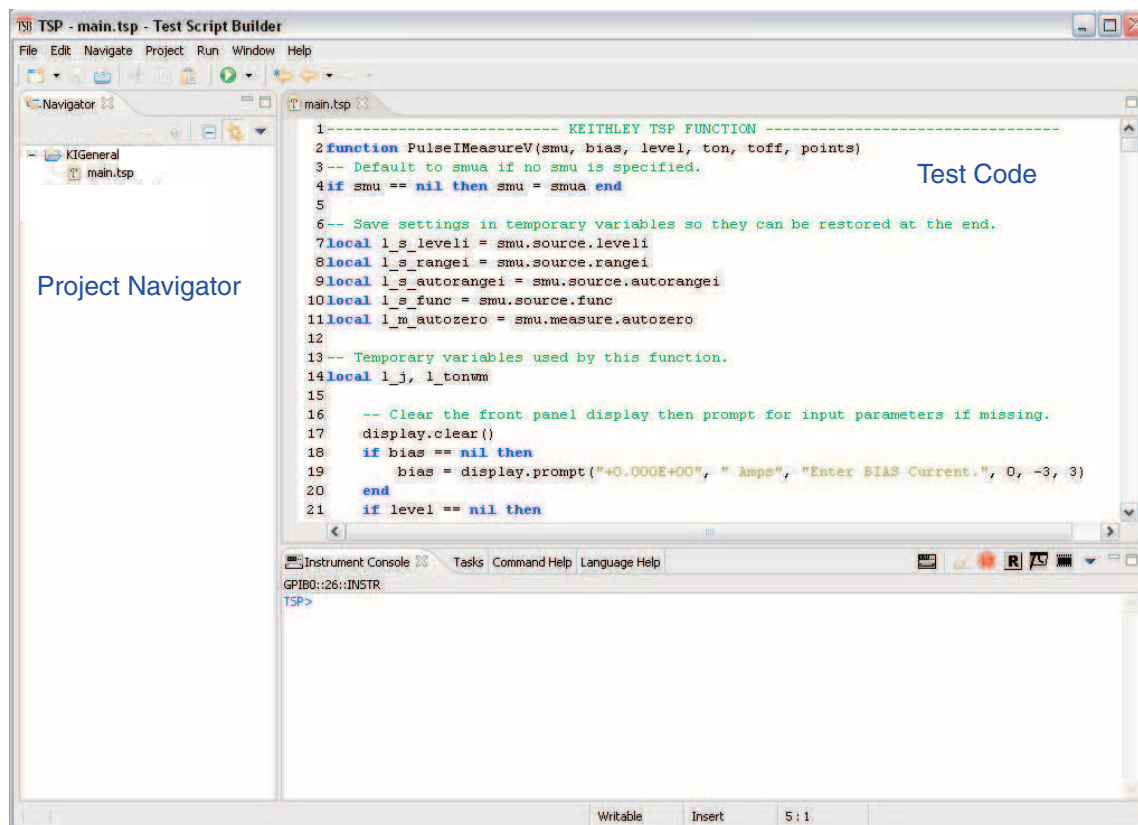 TSP - main.tsp - Test Script Builder
File Edit Navigate Project Run Window Help
Navigator
KIGeneral
main.tsp
Project Navigator
main.tsp
1--------------------------- KEITHLEY TSP FUNCTION ----------------------------------
2function PulseIMeasureV(smu, bias, level, ton, toff, points)
3-- Default to smua if no smu is specified.
4if smu == nil then smu = smua end
5
6-- Save settings in temporary variables so they can be restored at the end.
7local l_s_leveli = smu.source.leveli
8local l_s_rangei = smu.source.rangei
9local l_s_autorangei = smu.source.autorangei
10local l_s_func = smu.source.func
11local l_m_autozero = smu.measure.autozero
12
13-- Temporary variables used by this function.
14local l_j, l_tonwm
15
16 -- Clear the front panel display then prompt for input parameters if missing.
17 display.clear()
18 if bias == nil then
19 bias = display.prompt("+0.000E+00", " Amps", "Enter BIAS Current.", 0, -3, 3)
20 end
21 if level == nil then
Test Code
Instrument Console Tasks Command Help Language Help
R
GPIB0::26::INSTR
TSP>
Writable Insert 5 : 1